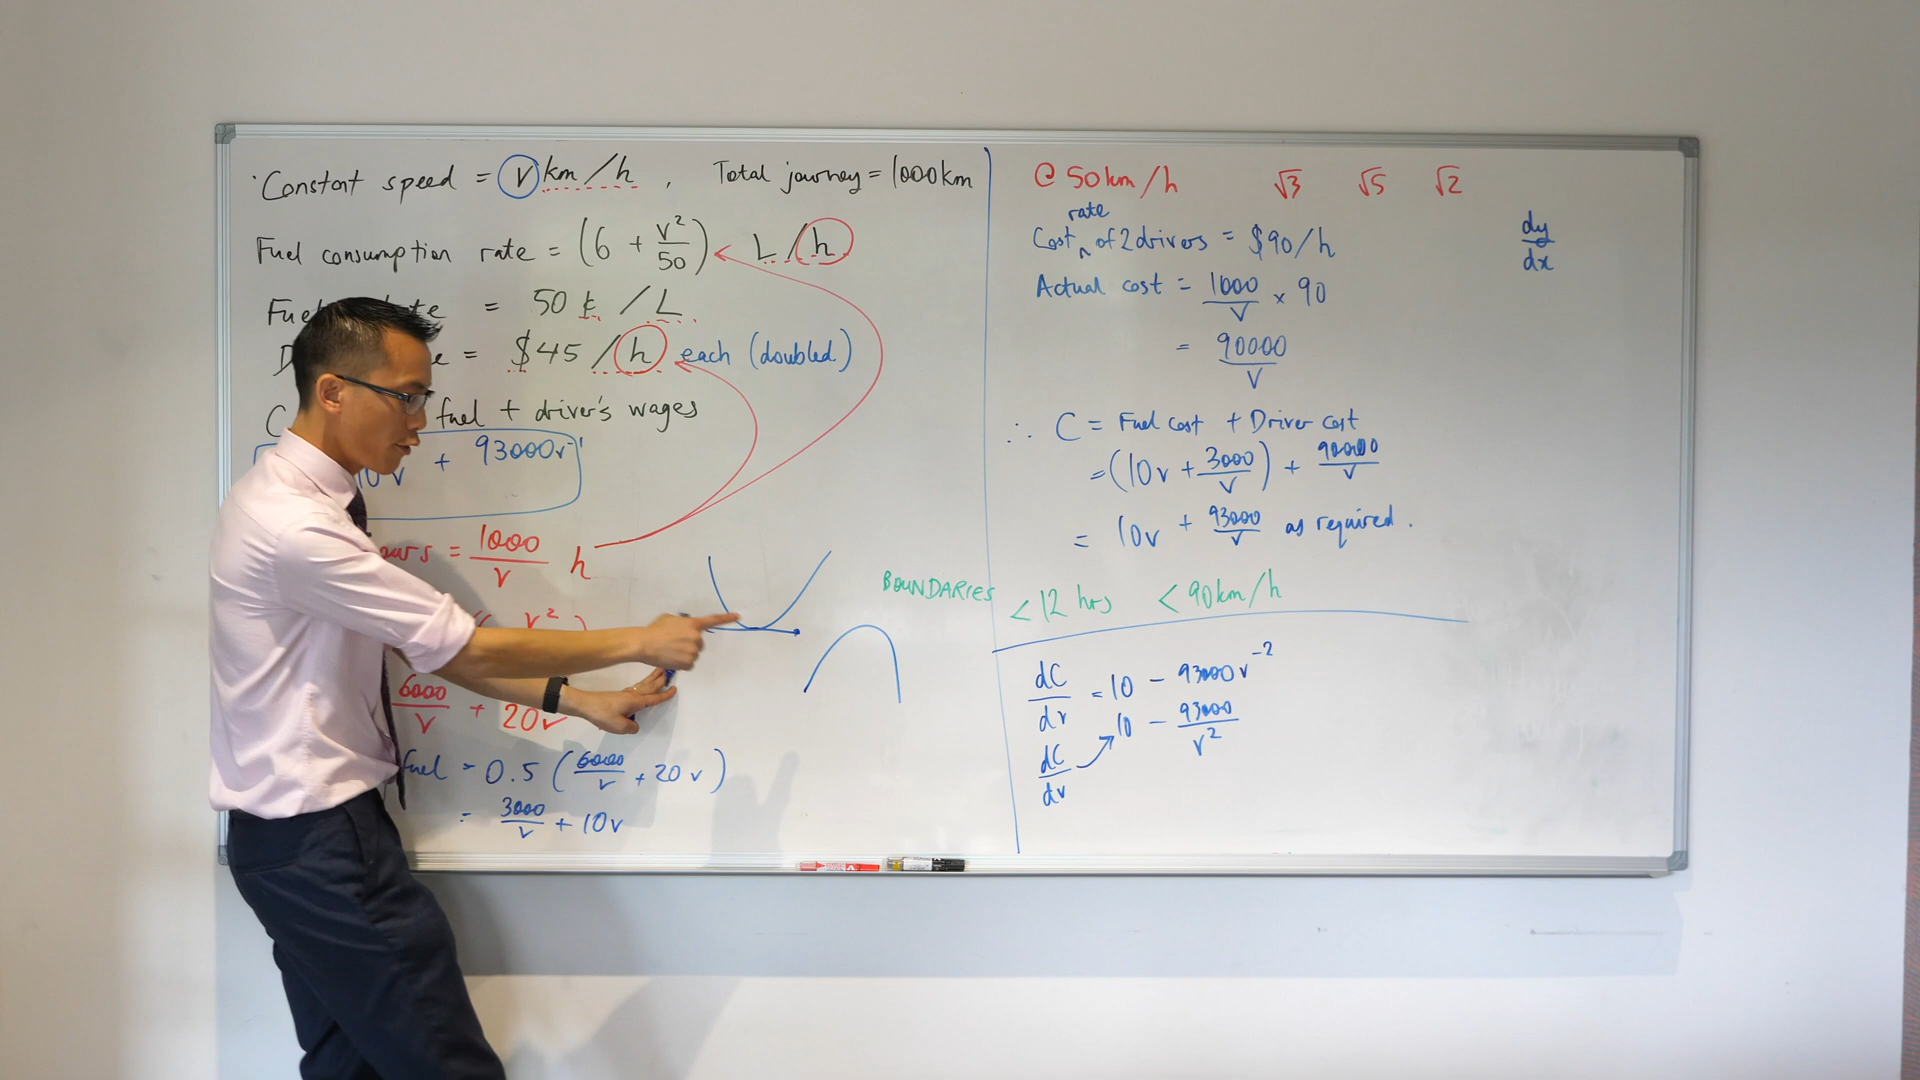 Constant speed = v km/h , Total journey = 1000km
Fuel consumption rate = (6 + v²/50) L/h
= 50 ¢ / L
= $45 / h each (doubled)
fuel + driver's wages
10v + 93000v⁻¹
= 1000/v h
v²
6000/v + 20v
fuel = 0.5 (6000/v + 20v)
= 3000/v + 10v
@ 50km/h √3 √5 √2
rate
Cost ^ of 2 drivers = $90/h
dy/dx
Actual cost = 1000/v × 90
= 90000/v
∴ C = Fuel cost + Driver cost
= (10v + 3000/v) + 90000/v
= 10v + 93000/v as required.
BOUNDARIES < 12 hrs < 90km/h
dC/dv = 10 - 93000v⁻²
10 - 93000/v²
dC/dv